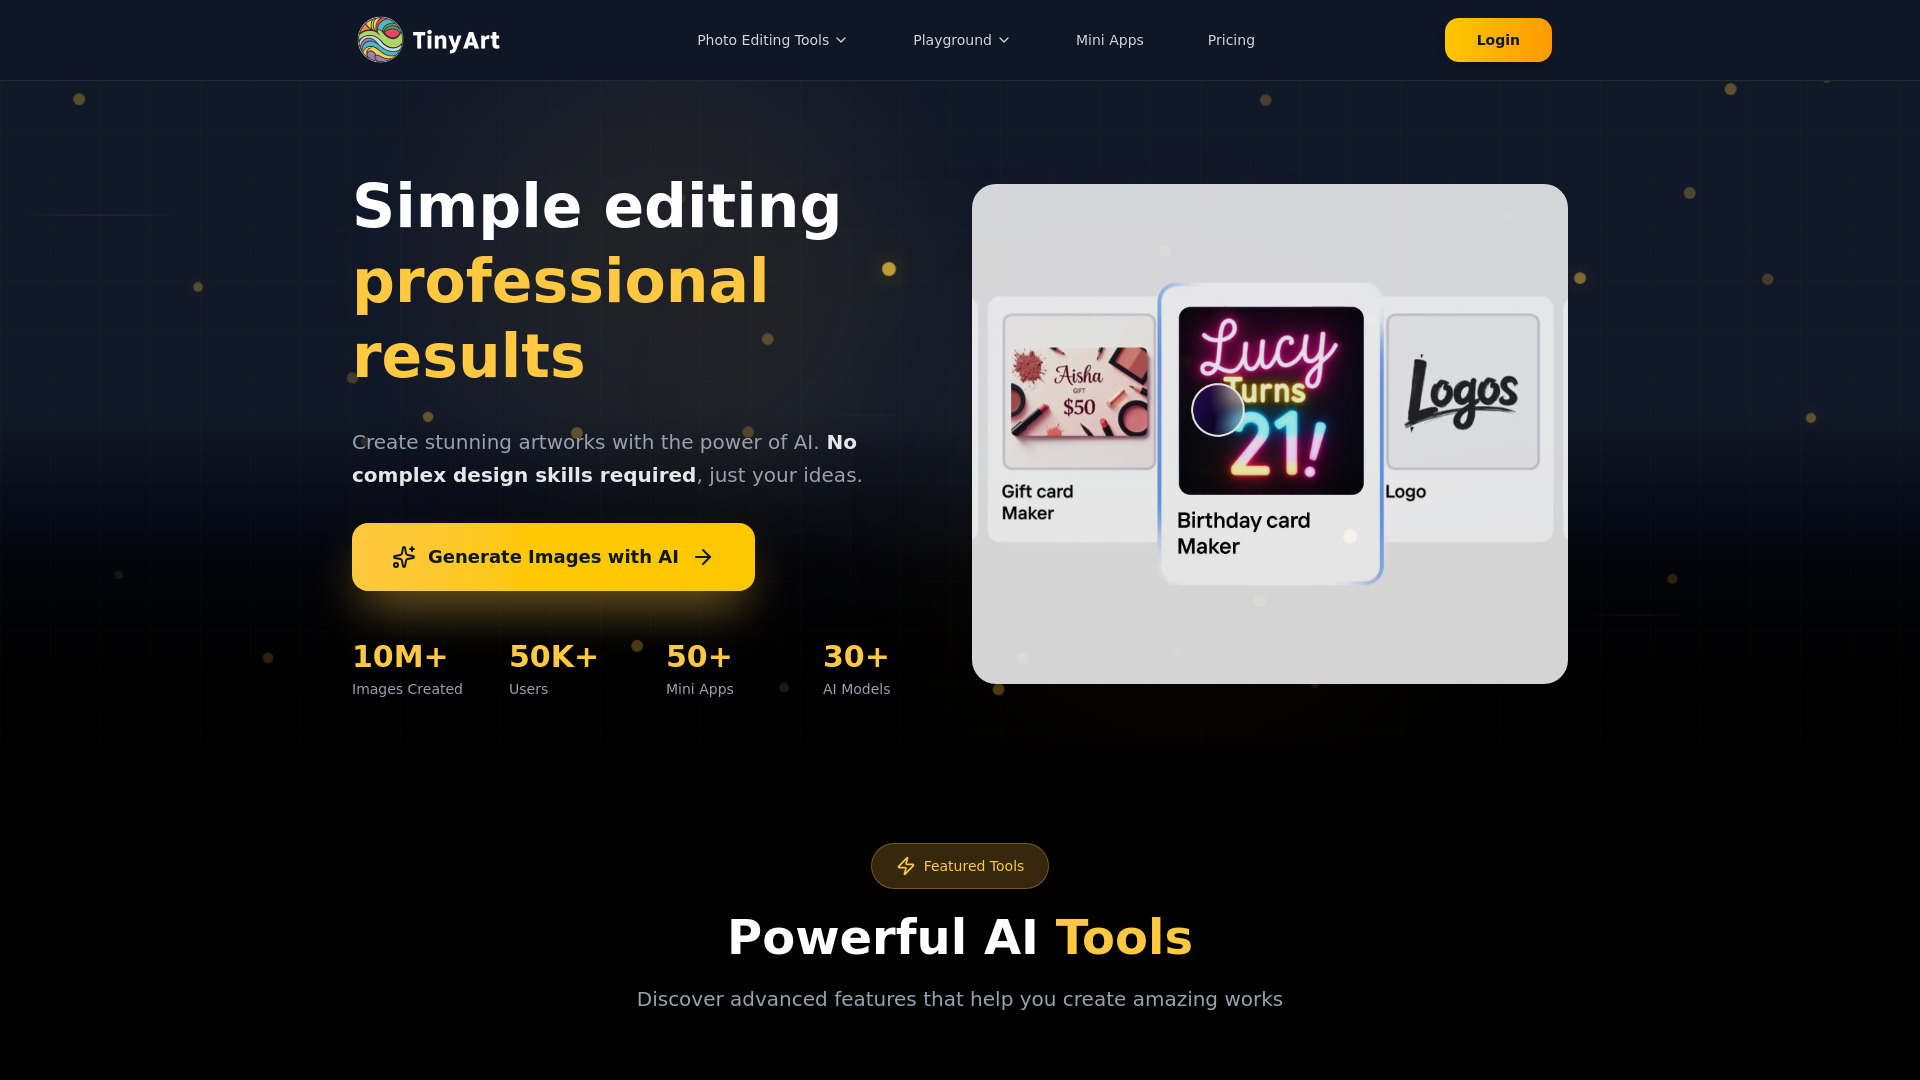 TinyArt
Photo Editing Tools
Playground
Mini Apps
Pricing
Login
Simple editing
professional
results
Create stunning artworks with the power of AI. No
complex design skills required, just your ideas.
Generate Images with AI
10M+
Images Created
50K+
Users
50+
Mini Apps
30+
AI Models
Aisha
GIFT
$50
Gift card
Maker
Lucy
Turns
21!
Birthday card
Maker
Logos
Logo
Featured Tools
Powerful AI Tools
Discover advanced features that help you create amazing works